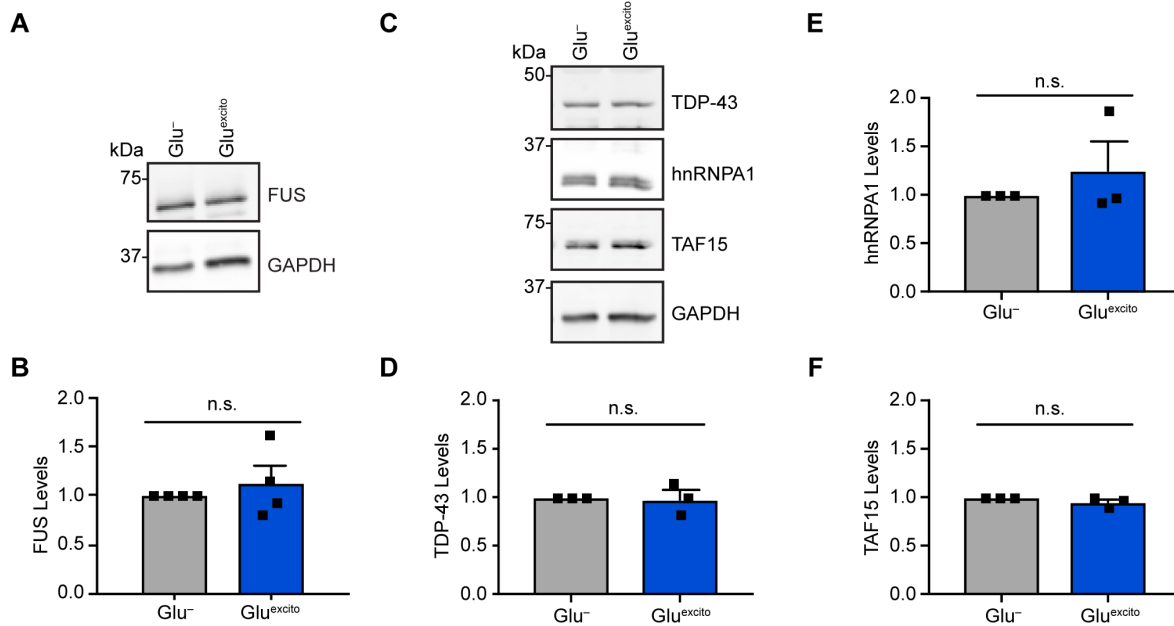 A
kDa
Glu⁻
Gluᵉˣᶜⁱᵗᵒ
75
FUS
37
GAPDH
B
FUS Levels
2.0
1.5
1.0
0.5
0.0
n.s.
Glu⁻
Gluᵉˣᶜⁱᵗᵒ
C
kDa
Glu⁻
Gluᵉˣᶜⁱᵗᵒ
50
TDP-43
37
hnRNPA1
75
TAF15
37
GAPDH
D
TDP-43 Levels
2.0
1.5
1.0
0.5
0.0
n.s.
Glu⁻
Gluᵉˣᶜⁱᵗᵒ
E
hnRNPA1 Levels
2.0
1.5
1.0
0.5
0.0
n.s.
Glu⁻
Gluᵉˣᶜⁱᵗᵒ
F
TAF15 Levels
2.0
1.5
1.0
0.5
0.0
n.s.
Glu⁻
Gluᵉˣᶜⁱᵗᵒ